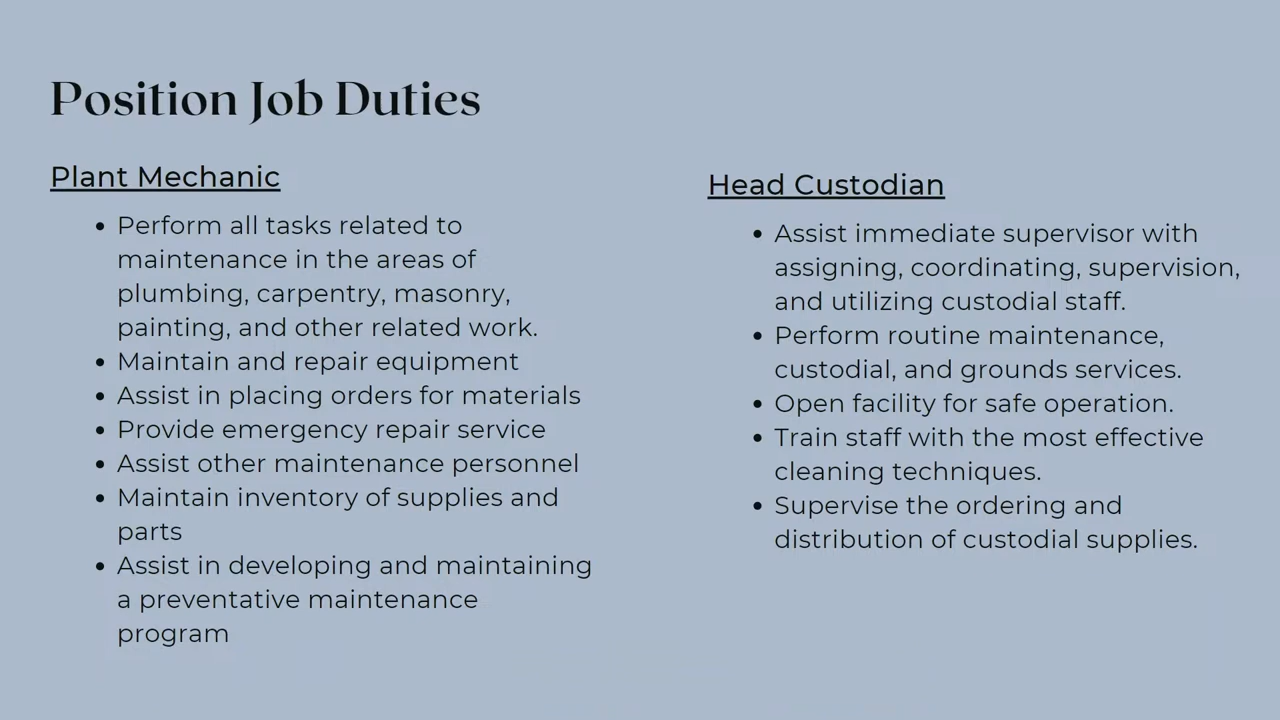 Position Job Duties
Plant Mechanic
• Perform all tasks related to
maintenance in the areas of
plumbing, carpentry, masonry,
painting, and other related work.
• Maintain and repair equipment
• Assist in placing orders for materials
• Provide emergency repair service
• Assist other maintenance personnel
• Maintain inventory of supplies and
parts
• Assist in developing and maintaining
a preventative maintenance
program
Head Custodian
• Assist immediate supervisor with
assigning, coordinating, supervision,
and utilizing custodial staff.
• Perform routine maintenance,
custodial, and grounds services.
• Open facility for safe operation.
• Train staff with the most effective
cleaning techniques.
• Supervise the ordering and
distribution of custodial supplies.